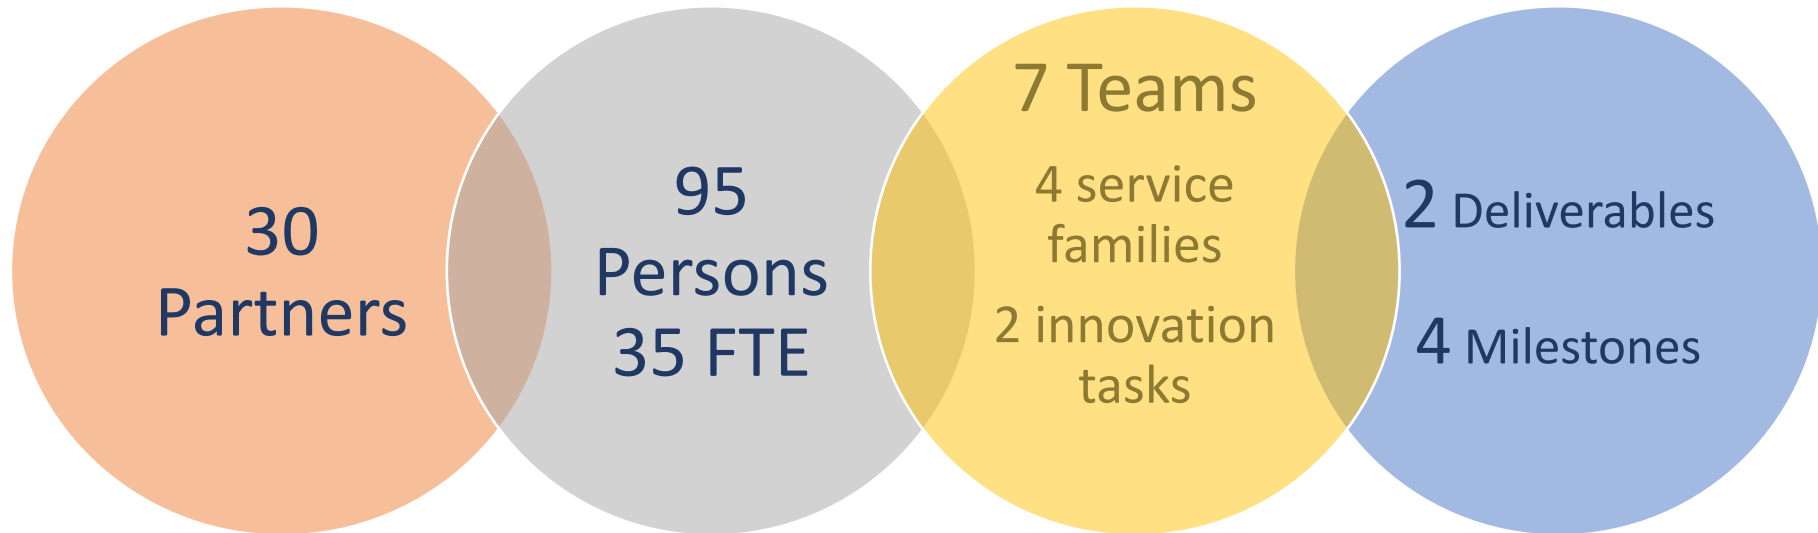 30
Partners
95
Persons
35 FTE
7 Teams
4 service
families
2 innovation
tasks
2 Deliverables
4 Milestones